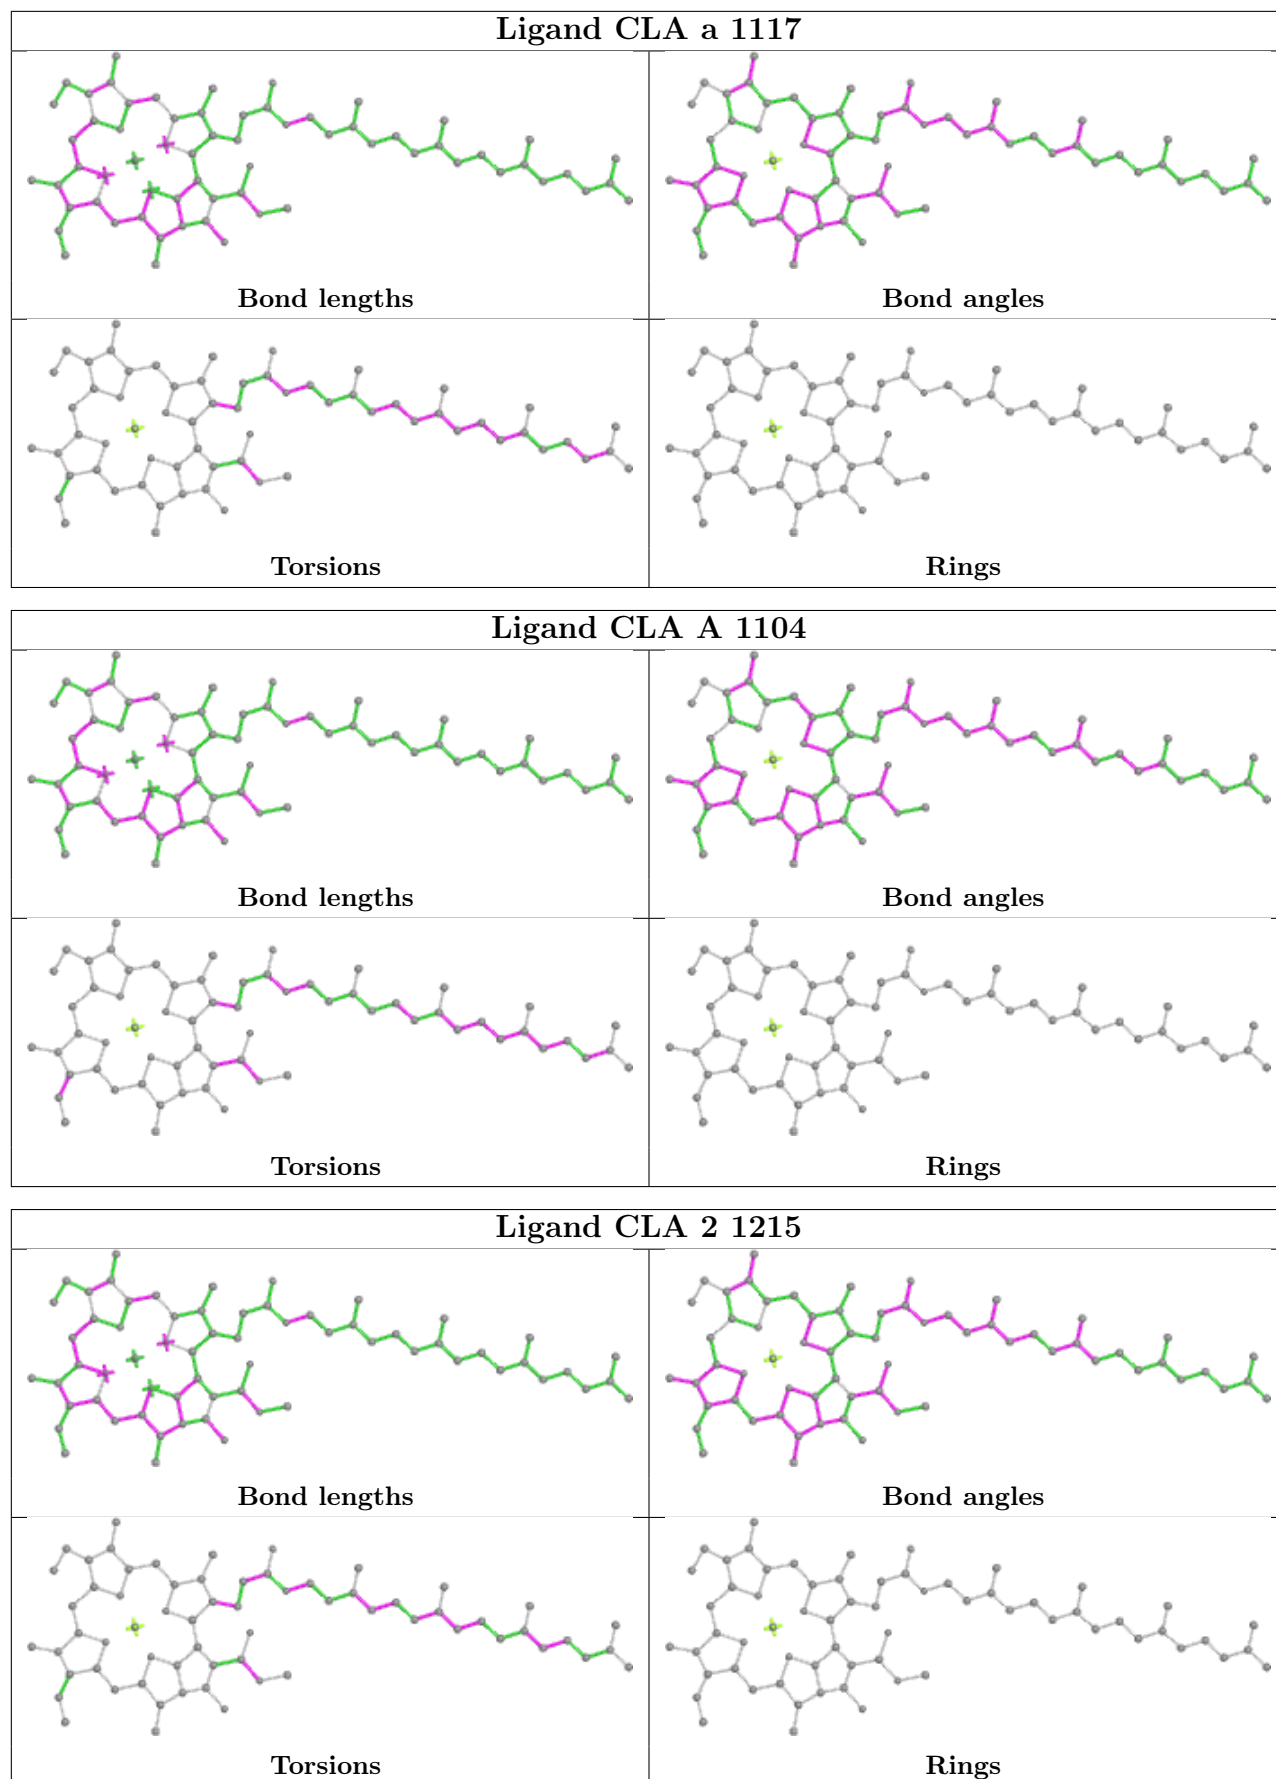 Ligand CLA a 1117
Bond lengths Bond angles
Torsions Rings
Ligand CLA A 1104
Bond lengths Bond angles
Torsions Rings
Ligand CLA 2 1215
Bond lengths Bond angles
Torsions Rings